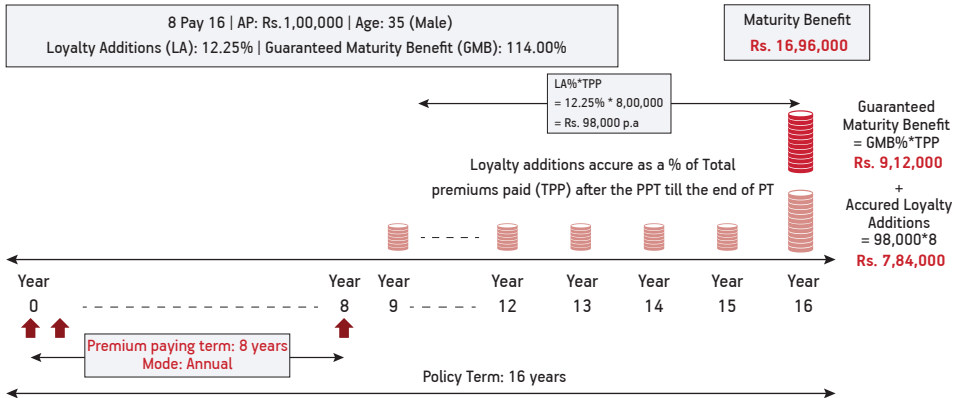 8 Pay 16 | AP: Rs.1,00,000 | Age: 35 (Male)
Loyalty Additions (LA): 12.25% | Guaranteed Maturity Benefit (GMB): 114.00%
Maturity Benefit
Rs. 16,96,000
LA%*TPP
= 12.25% * 8,00,000
= Rs. 98,000 p.a
Loyalty additions accure as a % of Total
premiums paid (TPP) after the PPT till the end of PT
Guaranteed
Maturity Benefit
= GMB%*TPP
Rs. 9,12,000
+
Accured Loyalty
Additions
= 98,000*8
Rs. 7,84,000
Year Year Year Year Year Year Year Year
0 8 9 12 13 14 15 16
Premium paying term: 8 years
Mode: Annual
Policy Term: 16 years